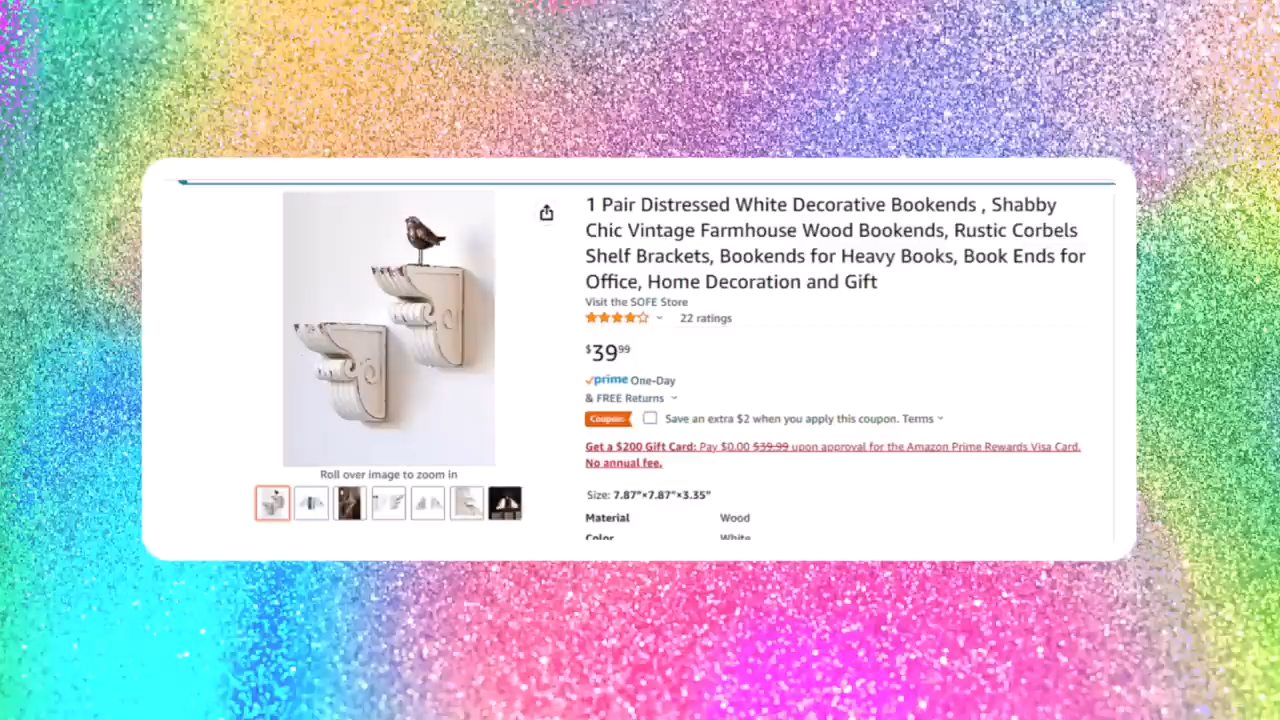 1 Pair Distressed White Decorative Bookends , Shabby
Chic Vintage Farmhouse Wood Bookends, Rustic Corbels
Shelf Brackets, Bookends for Heavy Books, Book Ends for
Office, Home Decoration and Gift
Visit the SOFE Store
22 ratings
$39.99
prime One-Day
& FREE Returns
Coupon: Save an extra $2 when you apply this coupon. Terms
Get a $200 Gift Card: Pay $0.00 $39.99 upon approval for the Amazon Prime Rewards Visa Card.
No annual fee.
Roll over image to zoom in
Size: 7.87"×7.87"×3.35"
Material Wood
Color White